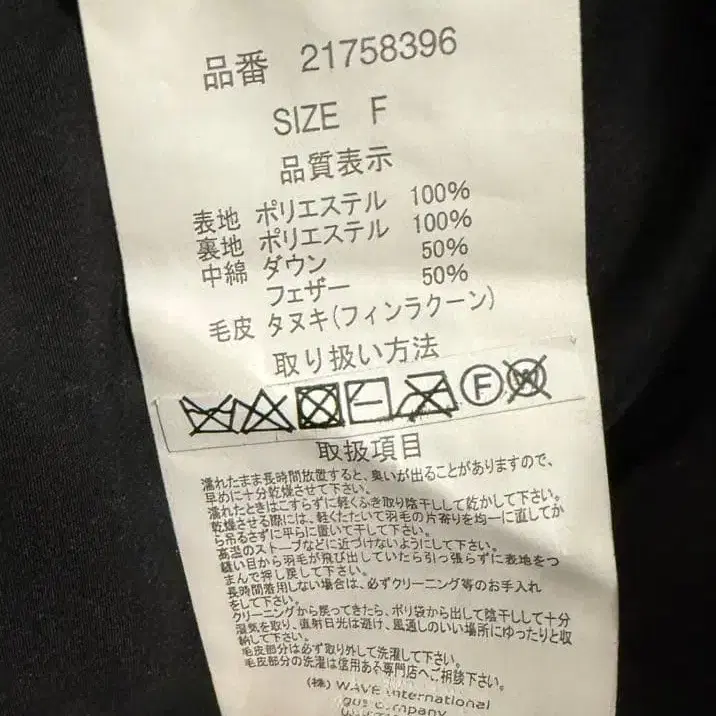 品番 21758396
SIZE F
品質表示
表地 ポリエステル 100%
裏地 ポリエステル 100%
中綿 ダウン 50%
フェザー 50%
毛皮 タヌキ(フィンラクーン)
取り扱い方法
F W
取扱項目
濡れたまま長時間放置すると、臭いが出ることがありますので、
早めに十分乾燥させて下さい。
濡れたときはこすらずに軽くふき取り陰干しして乾かして下さい。
乾燥させる際には、軽くたたいて羽毛の片寄りを均一に直してか
ら吊るさずに平らに置いて干して下さい。
高温のストーブなどに近づけないようにして下さい。
縫い目から羽毛が飛び出していたら引っ張らずに表地をつ
まんで押し戻して下さい。
長時間着用しない場合は、必ずクリーニング等のお手入れ
をして下さい。
クリーニングから戻ってきたら、ポリ袋から出して陰干しして十分
湿気を取り、直射日光は避け、風通しのいい場所にゆったりと収
納して下さい。
毛皮部分は必ず取り外して洗濯して下さい。
毛皮部分の洗濯は信用ある専門店へご相談下さい。
(株) WAVE international
company